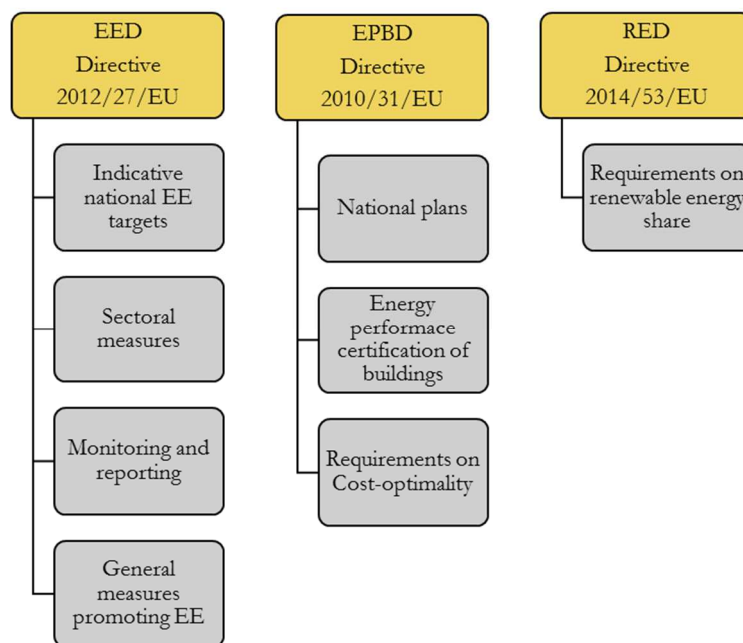 EED
Directive
2012/27/EU
Indicative
national EE
targets
Sectoral
measures
Monitoring and
reporting
General
measures
promoting EE
EPBD
Directive
2010/31/EU
National plans
Energy
performace
certification of
buildings
Requirements on
Cost-optimality
RED
Directive
2014/53/EU
Requirements on
renewable energy
share